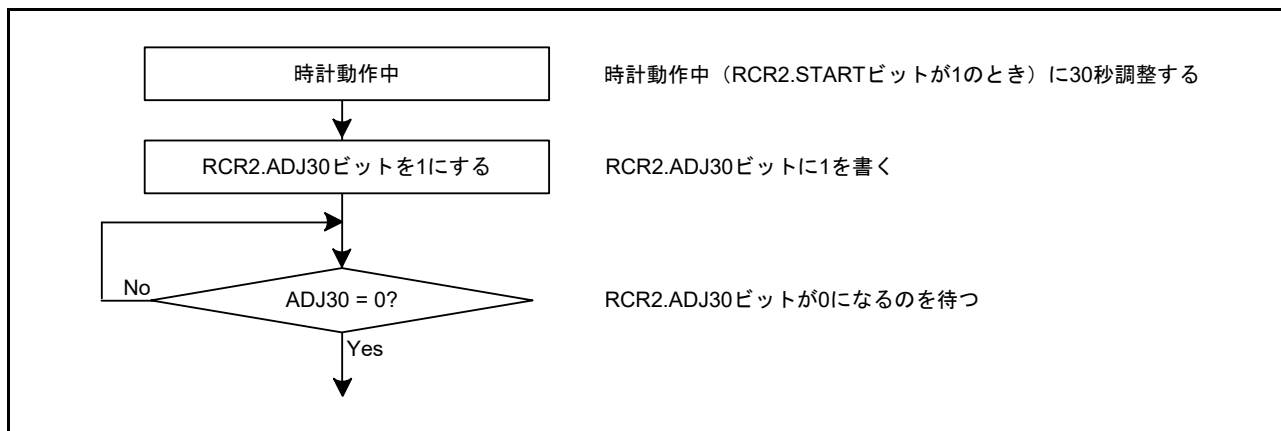 時計動作中
時計動作中（RCR2.STARTビットが1のとき）に30秒調整する
RCR2.ADJ30ビットを1にする
RCR2.ADJ30ビットに1を書く
No
ADJ30 = 0?
RCR2.ADJ30ビットが0になるのを待つ
Yes